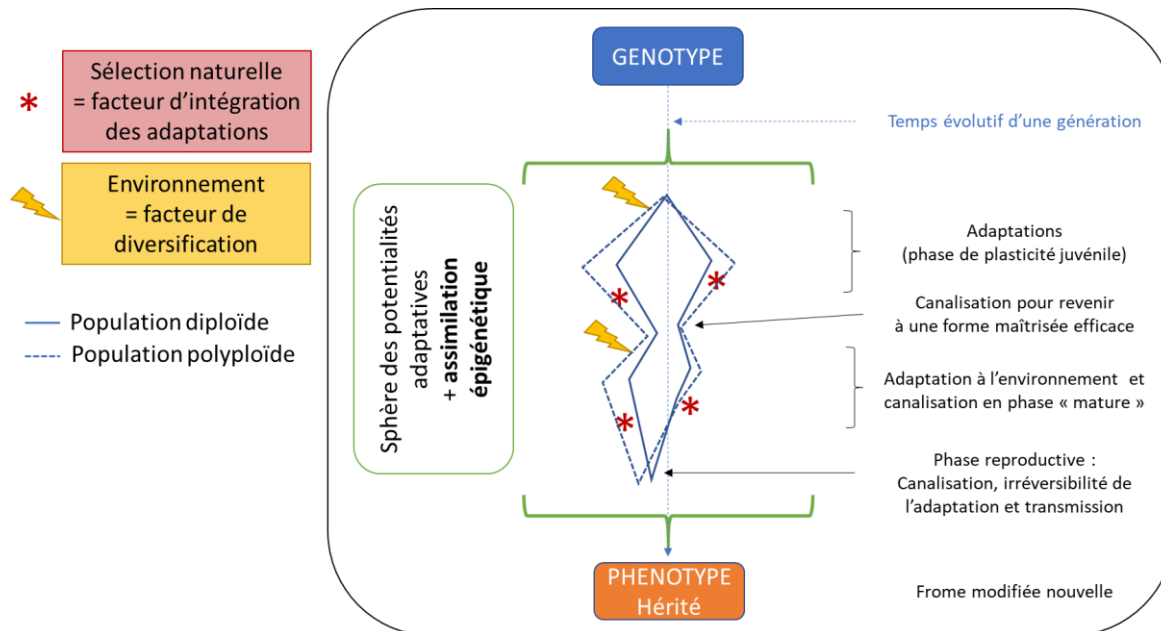 Sélection naturelle
= facteur d'intégration
des adaptations
Environnement
= facteur de
diversification
Population diploïde
Population polyploïde
GENOTYPE
Temps évolutif d'une génération
Sphère des potentialités
adaptatives
+ assimilation
épigénétique
Adaptations
(phase de plasticité juvénile)
Canalisation pour revenir
à une forme maîtrisée efficace
Adaptation à l'environnement et
canalisation en phase « mature »
Phase reproductive :
Canalisation, irréversibilité de
l'adaptation et transmission
PHENOTYPE
Hérité
Frome modifiée nouvelle